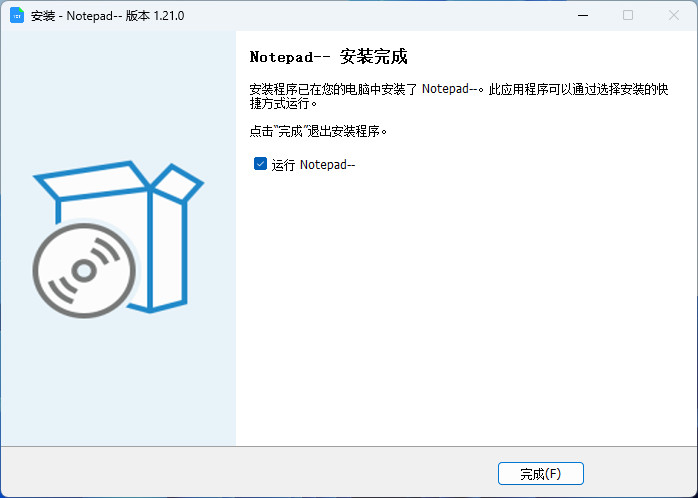 安装 - Notepad-- 版本 1.21.0
Notepad-- 安装完成
安装程序已在您的电脑中安装了 Notepad--。此应用程序可以通过选择安装的快
捷方式运行。
点击“完成”退出安装程序。
运行 Notepad--
完成(F)